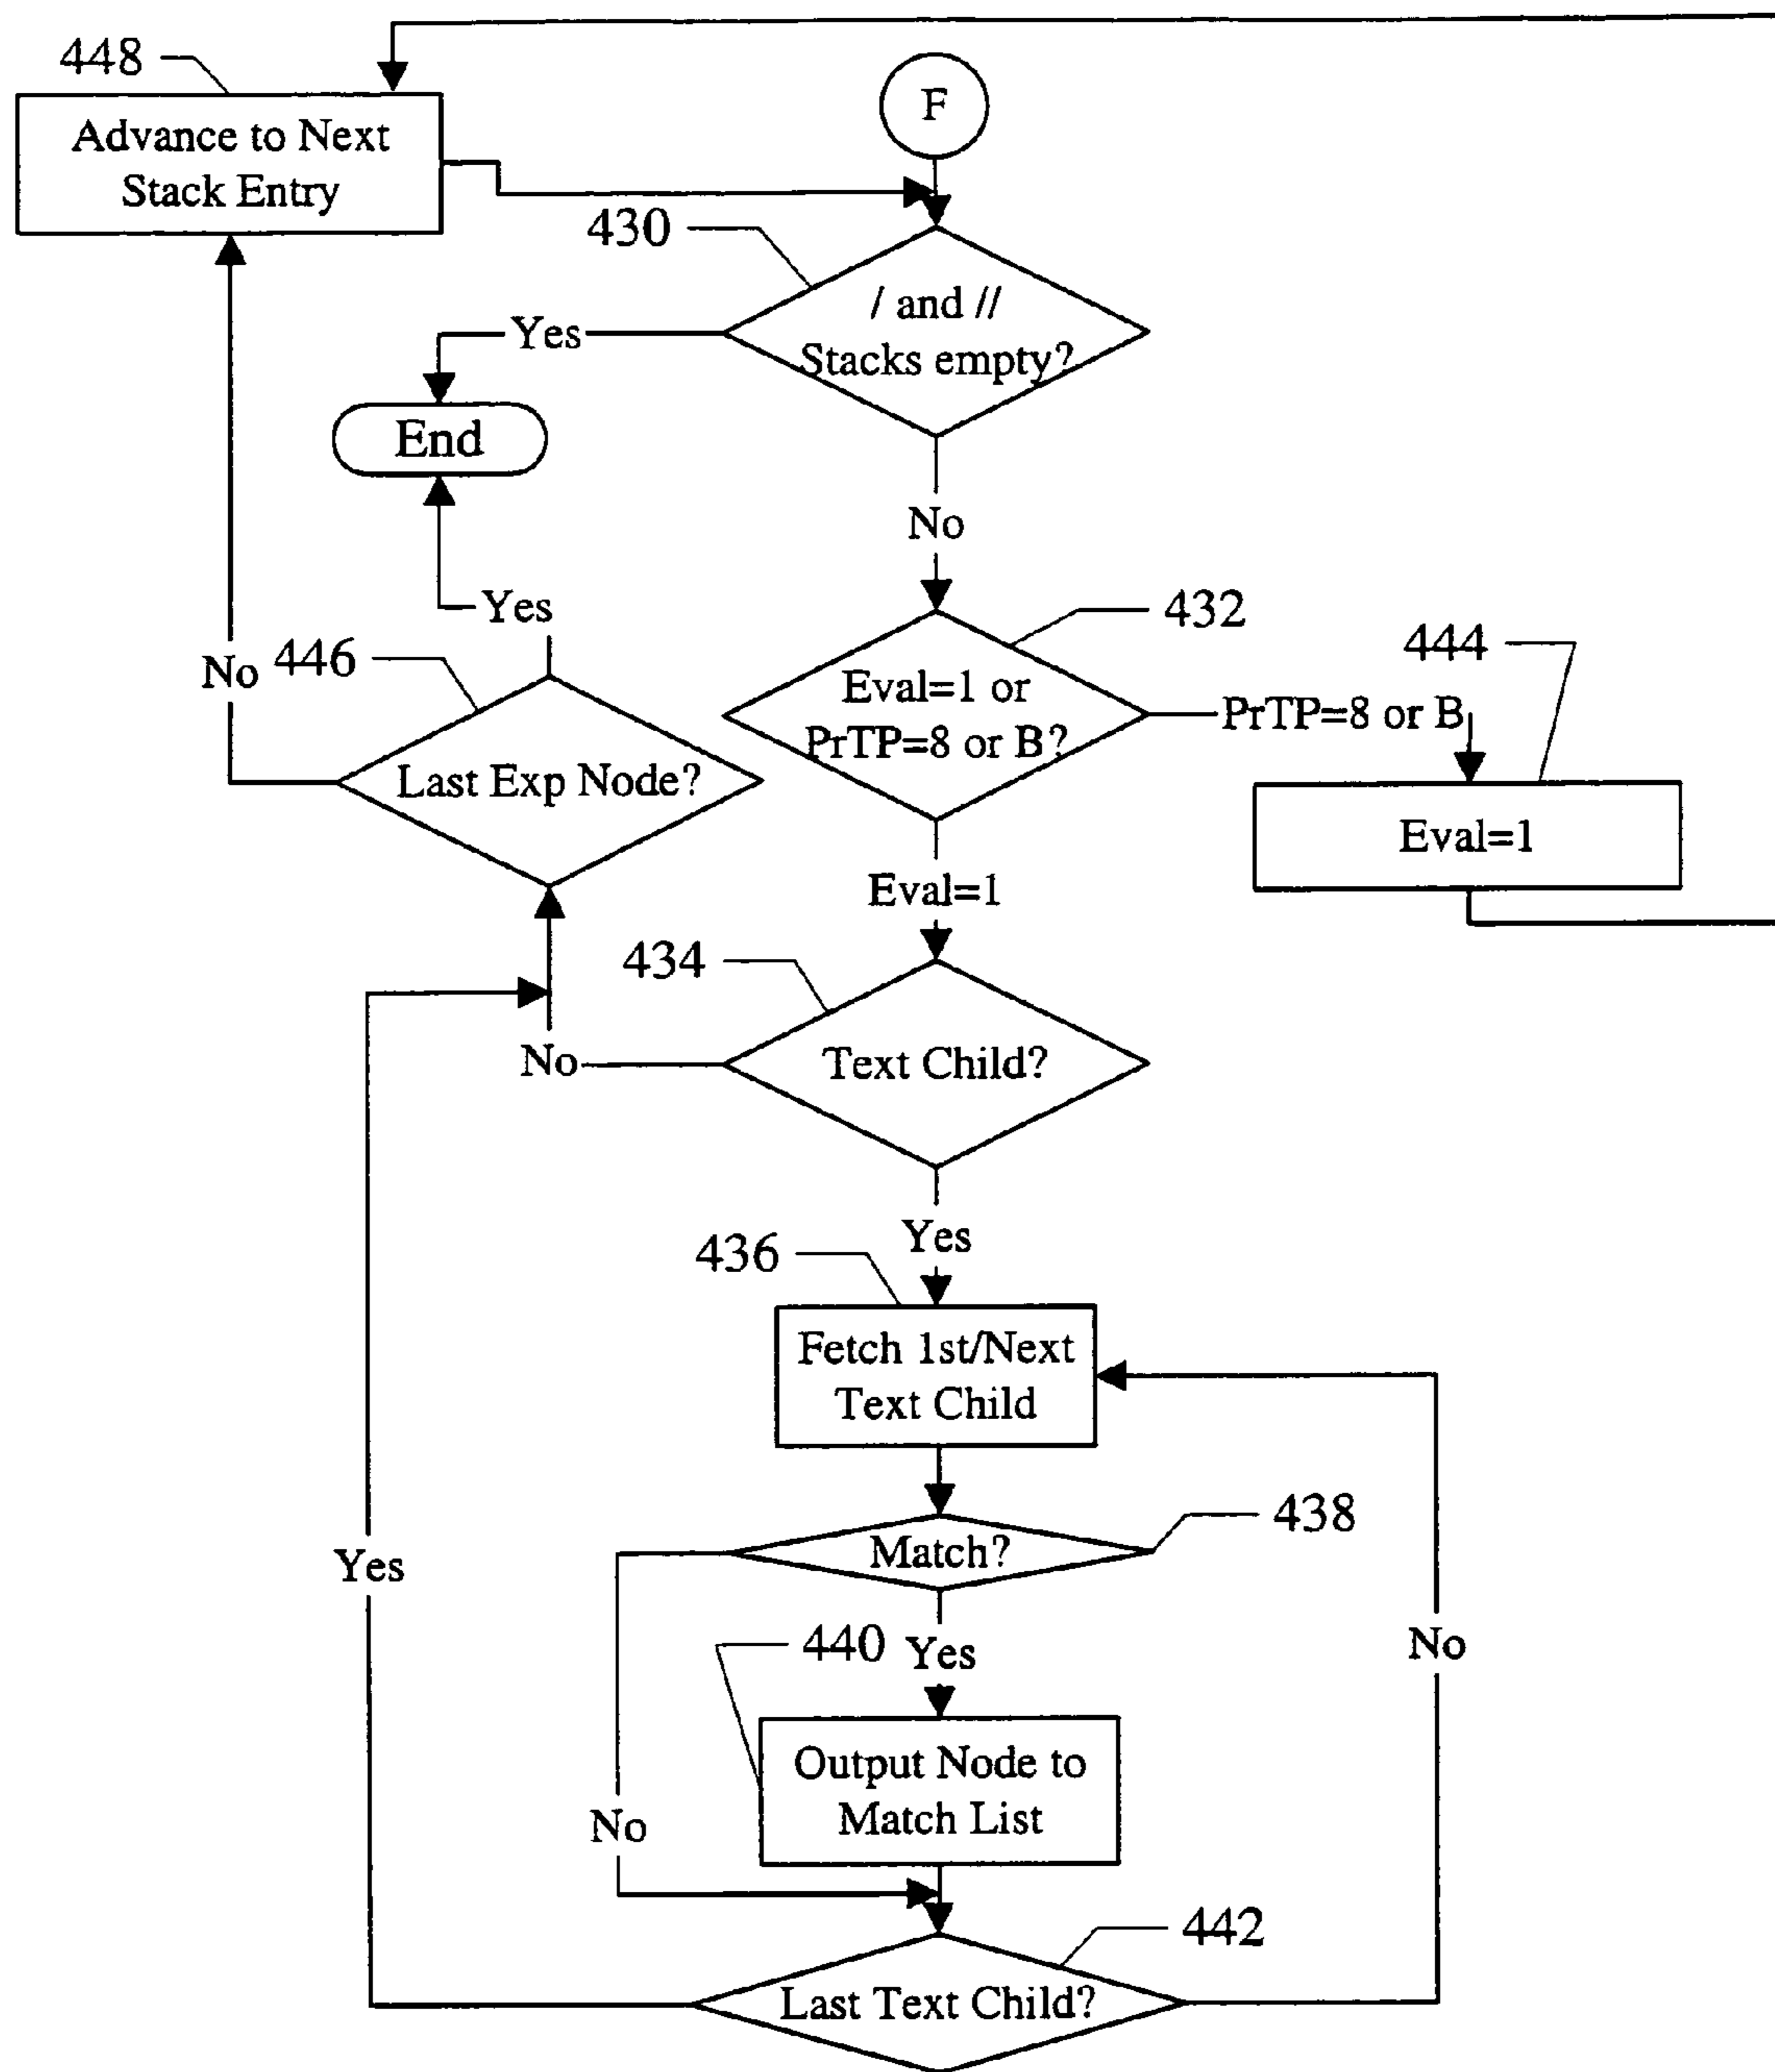 448
F
Advance to Next
Stack Entry
430
/ and //
Stacks empty?
Yes
End
No
Yes
432
444
No
446
Eval=1 or
PrTP=8 or B?
PrTP=8 or B
Last Exp Node?
Eval=1
Eval=1
434
No
Text Child?
Yes
436
Fetch 1st/Next
Text Child
438
Match?
Yes
440
Yes
No
Output Node to
Match List
No
442
Last Text Child?